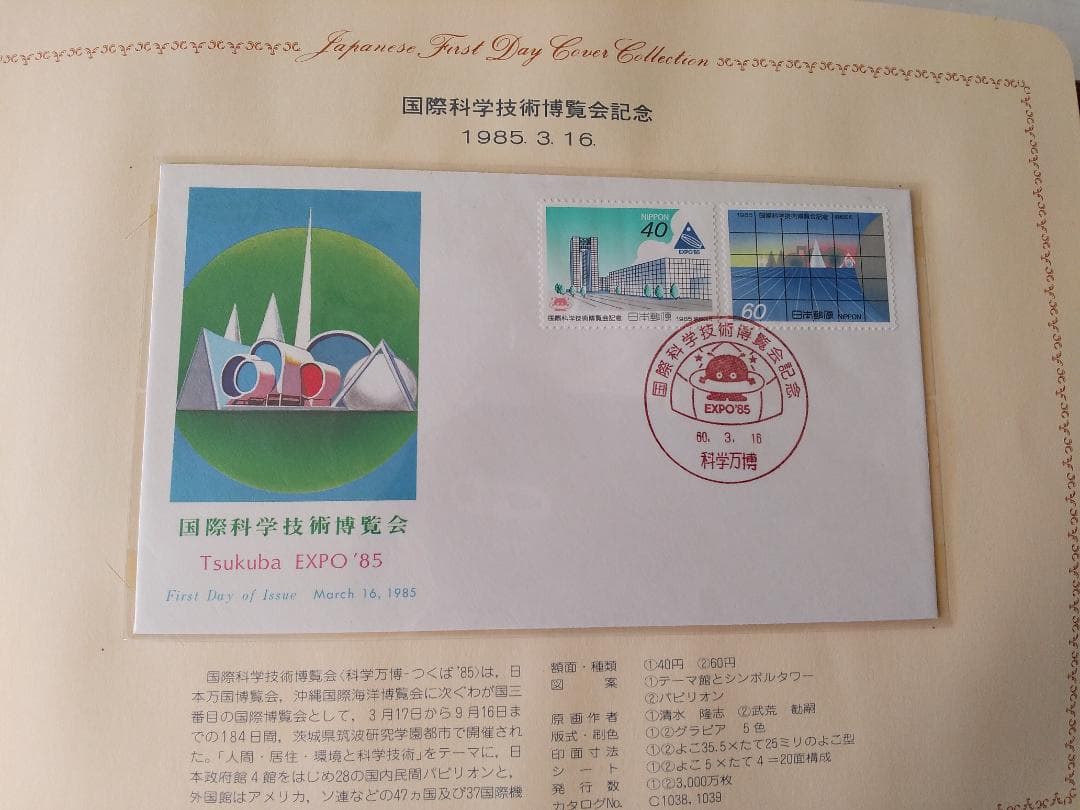 Japanese First Day Cover Collection
国際科学技術博覧会記念
1985. 3. 16.
NIPPON
40
EXPO'85
国際科学技術博覧会記念 日本郵便 1985
1985 国際科学技術博覧会記念
60 日本郵便 NIPPON
国際科学技術博覧会記念
EXPO'85
60. 3. 16
科学万博
国際科学技術博覧会
Tsukuba EXPO '85
First Day of Issue March 16, 1985
国際科学技術博覧会〈科学万博-つくば'85〉は，日
本万国博覧会，沖縄国際海洋博覧会に次ぐわが国三
番目の国際博覧会として，3月17日から9月16日ま
での184日間，茨城県筑波研究学園都市で開催され
た。「人間・居住・環境と科学技術」をテーマに，日
本政府館4館をはじめ28の国内民間パビリオンと，
外国館はアメリカ，ソ連などの47ヵ国及び37国際機
額面・種類 ①40円 ②60円
図案 ①テーマ館とシンボルタワー
②パビリオン
原画作者 ①清水 隆志 ②武荒 勧嗣
版式・刷色 ①②グラビア 5色
印面寸法 ①②よこ35.5×たて25ミリのよこ型
シート ①②よこ5×たて4=20面構成
発行数 ①②3,000万枚
カタログNo. C1038. 1039